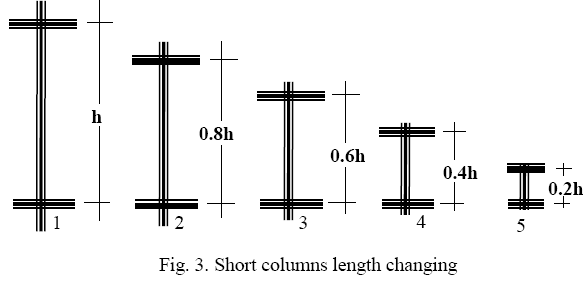 h
0.8h
0.6h
0.4h
0.2h
1
2
3
4
5
Fig. 3. Short columns length changing